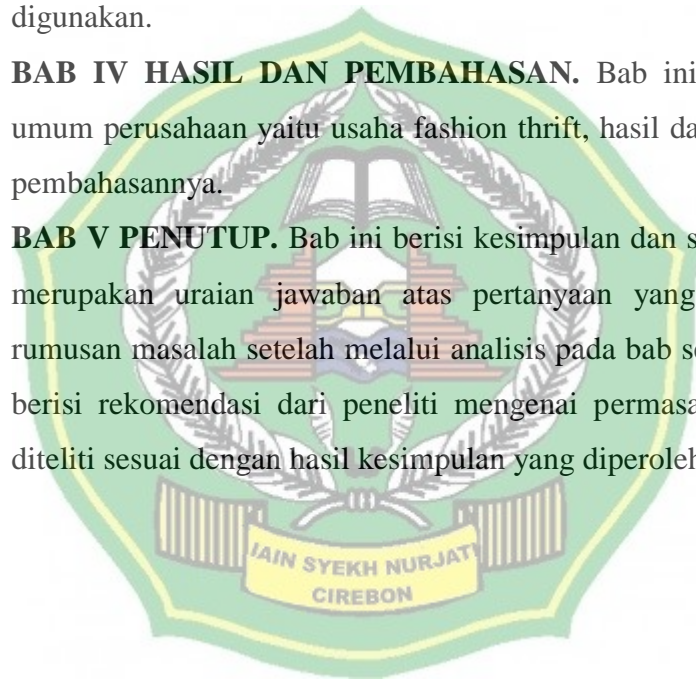 digunakan.
BAB IV HASIL DAN PEMBAHASAN. Bab ini
umum perusahaan yaitu usaha fashion thrift, hasil da
pembahasannya.
BAB V PENUTUP. Bab ini berisi kesimpulan dan s
merupakan uraian jawaban atas pertanyaan yang
rumusan masalah setelah melalui analisis pada bab s
berisi rekomendasi dari peneliti mengenai permasa
diteliti sesuai dengan hasil kesimpulan yang diperoleh
IAIN SYEKH NURJATI
CIREBON